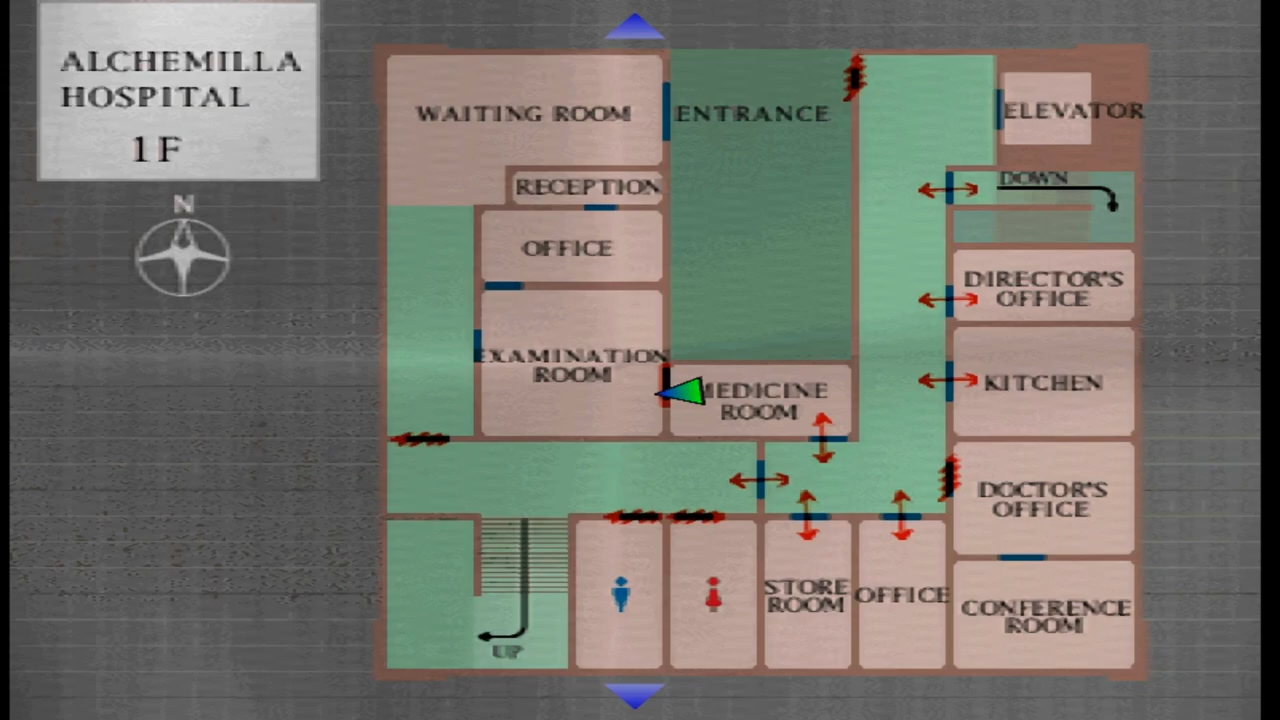 ALCHEMILLA
HOSPITAL
1F
N
WAITING ROOM
ENTRANCE
ELEVATOR
RECEPTION
DOWN
OFFICE
DIRECTOR'S
OFFICE
EXAMINATION
ROOM
MEDICINE
ROOM
KITCHEN
DOCTOR'S
OFFICE
STORE
ROOM
OFFICE
CONFERENCE
ROOM
UP